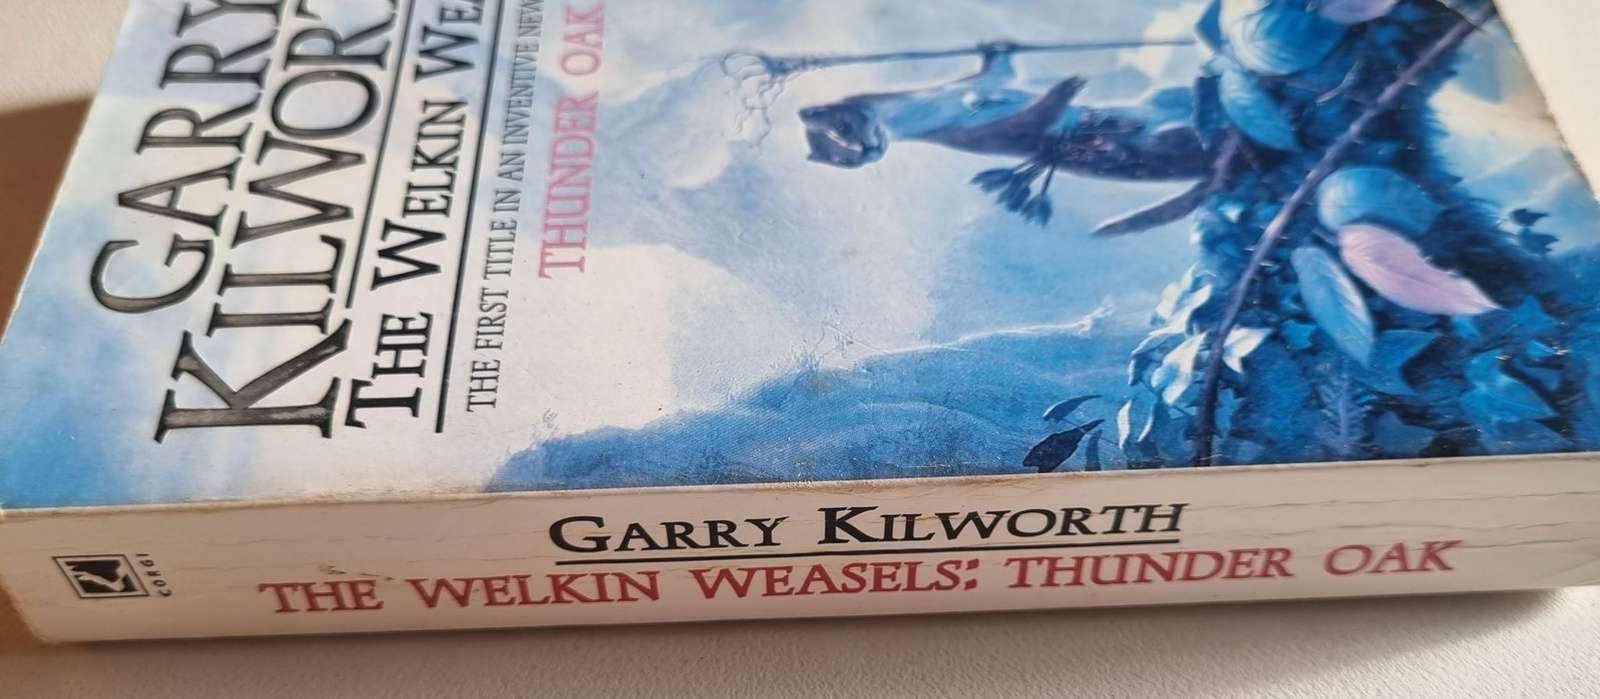 GARRY
KILWORT
THE WELKIN WEA
THE FIRST TITLE IN AN INVENTIVE NEW
THUNDER OAK
GARRY KILWORTH
THE WELKIN WEASELS: THUNDER OAK
CORGI